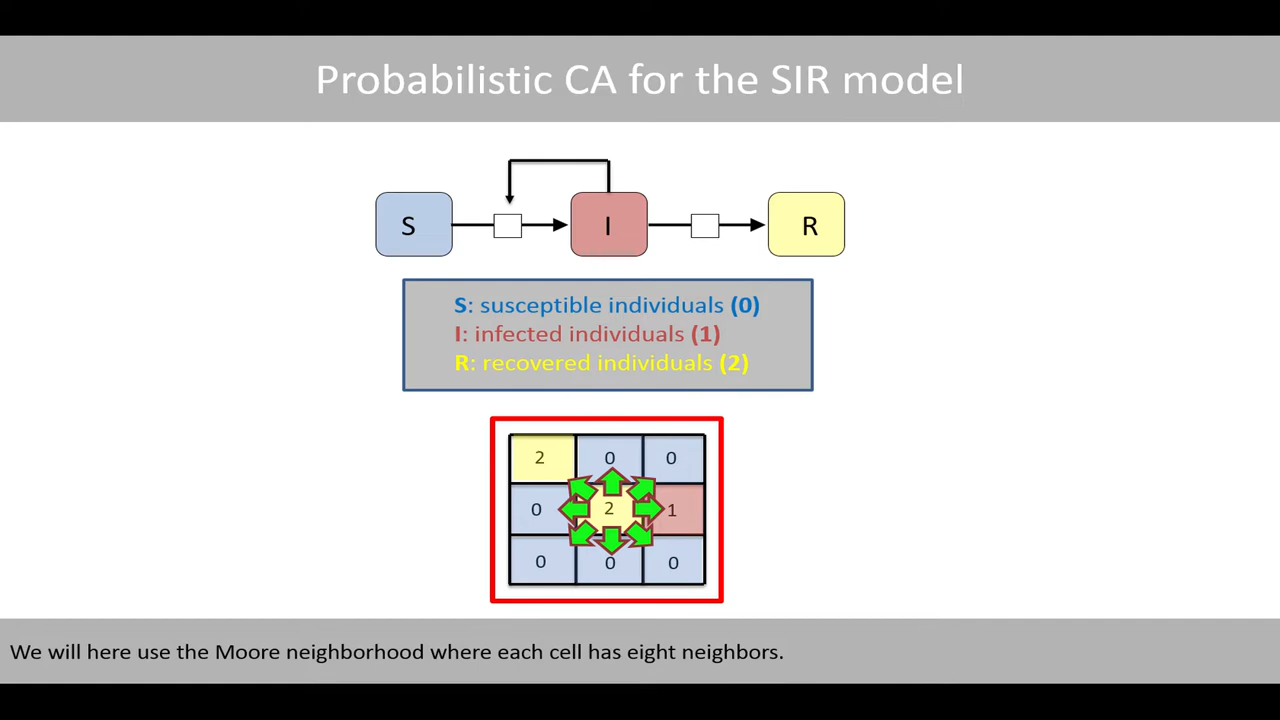 Probabilistic CA for the SIR model
S I R
S: susceptible individuals (0)
I: infected individuals (1)
R: recovered individuals (2)
2 0 0
0 2 1
0 0 0
We will here use the Moore neighborhood where each cell has eight neighbors.